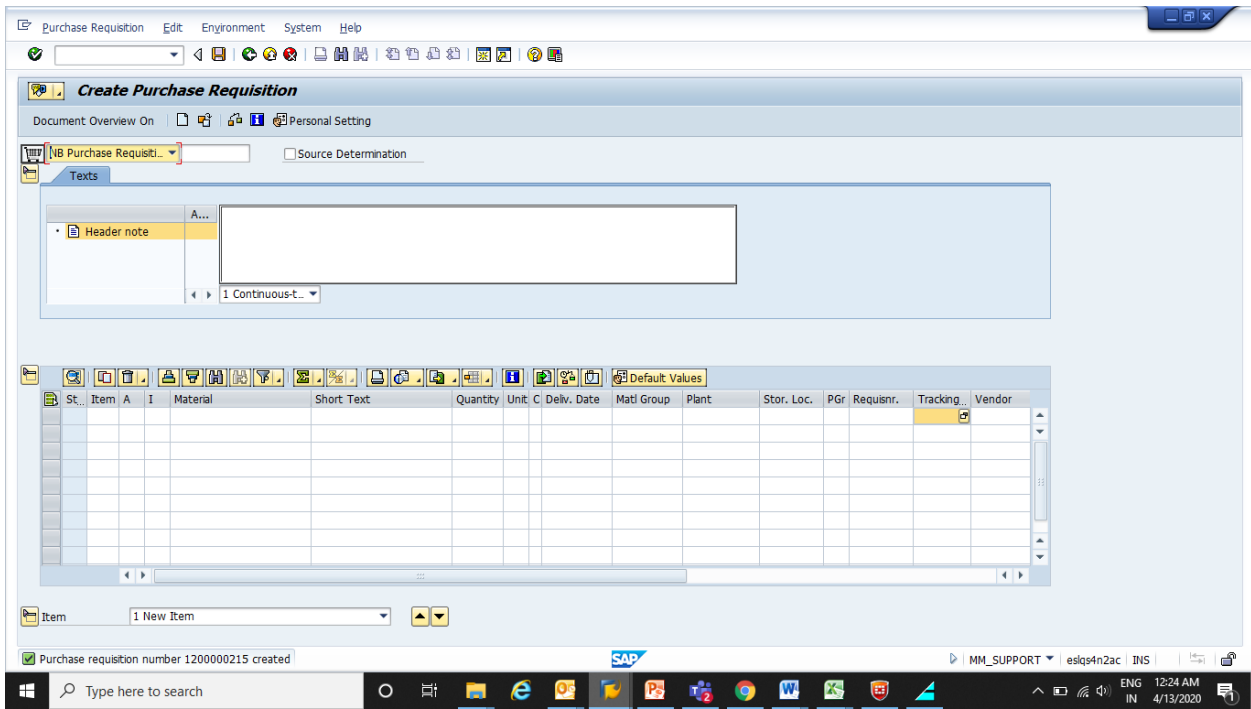 Purchase Requisition Edit Environment System Help
Create Purchase Requisition
Document Overview On Personal Setting
NB Purchase Requisiti.. Source Determination
Texts
A...
Header note
1 Continuous-t..
Default Values
St.. Item A I Material Short Text Quantity Unit C Deliv. Date Matl Group Plant Stor. Loc. PGr Requisnr. Tracking.. Vendor
Item 1 New Item
Purchase requisition number 1200000215 created SAP MM_SUPPORT eslqs4n2ac INS
Type here to search ENG 12:24 AM
IN 4/13/2020